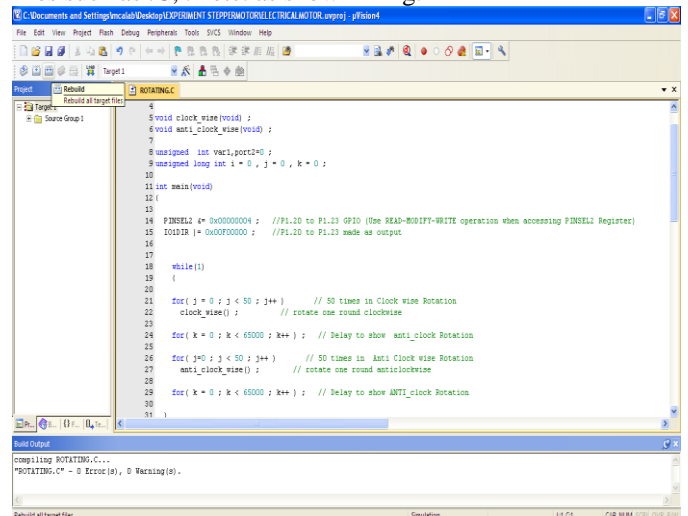 C:\Documents and Settings\mcalab\Desktop\EXPERIMENT STEPPERMOTOR\ELECTRICALMOTOR.uvproj - µVision4
File Edit View Project Flash Debug Peripherals Tools SVCS Window Help
Target 1
Project
Rebuild
Rebuild all target files
ROTATING.C
Source Group 1
4
5 void clock_wise(void) ;
6 void anti_clock_wise(void) ;
7
8 unsigned int var1,port2=0 ;
9 unsigned long int i = 0 , j = 0 , k = 0 ;
10
11 int main(void)
12 {
13
14 PINSEL2 &= 0x00000004 ; //P1.20 to P1.23 GPIO (Use READ-MODIFY-WRITE operation when accessing PINSEL2 Register)
15 IO1DIR |= 0x00F00000 ; //P1.20 to P1.23 made as output
16
17
18 while(1)
19 {
20
21 for( j = 0 ; j < 50 ; j++ ) // 50 times in Clock wise Rotation
22 clock_wise() ; // rotate one round clockwise
23
24 for( k = 0 ; k < 65000 ; k++ ) ; // Delay to show anti_clock Rotation
25
26 for( j=0 ; j < 50 ; j++ ) // 50 times in Anti Clock wise Rotation
27 anti_clock_wise() ; // rotate one round anticlockwise
28
29 for( k = 0 ; k < 65000 ; k++ ) ; // Delay to show ANTI_clock Rotation
30
31 }
Pr... B... {} F... Te...
Build Output
compiling ROTATING.C...
"ROTATING.C" - 0 Error(s), 0 Warning(s).
Rebuild all target files Simulation L:1 C:1 CAP NUM SCRL OVR R/W